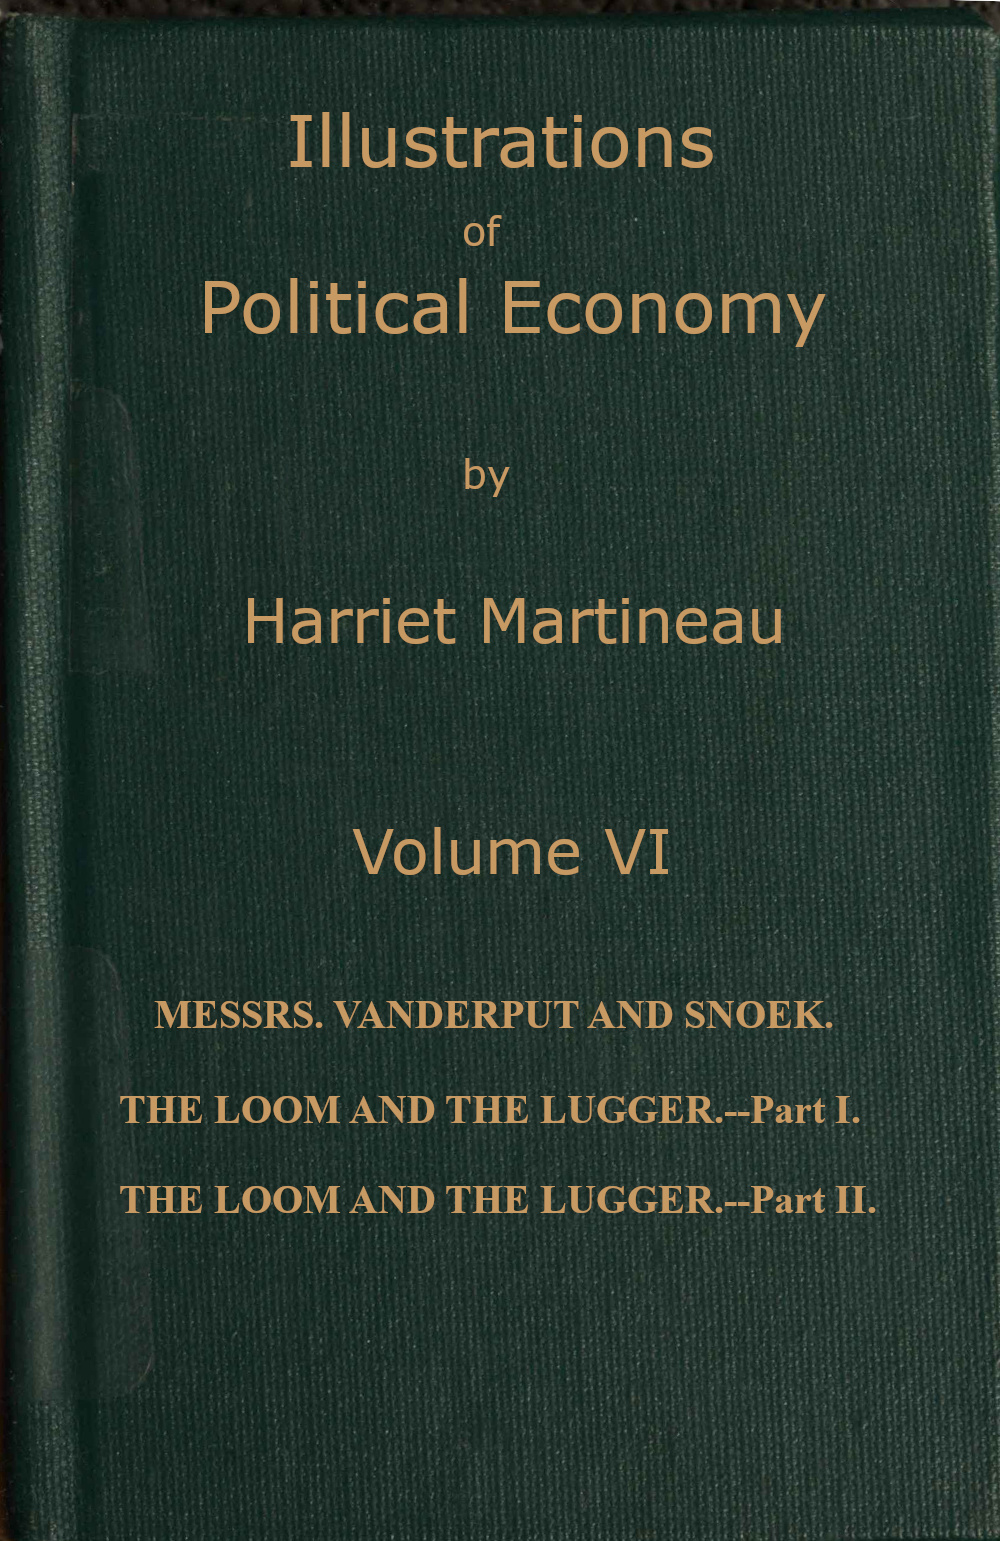 Illustrations
of
Political Economy
by
Harriet Martineau
Volume VI
MESSRS. VANDERPUT AND SNOEK.
THE LOOM AND THE LUGGER.--Part I.
THE LOOM AND THE LUGGER.--Part II.